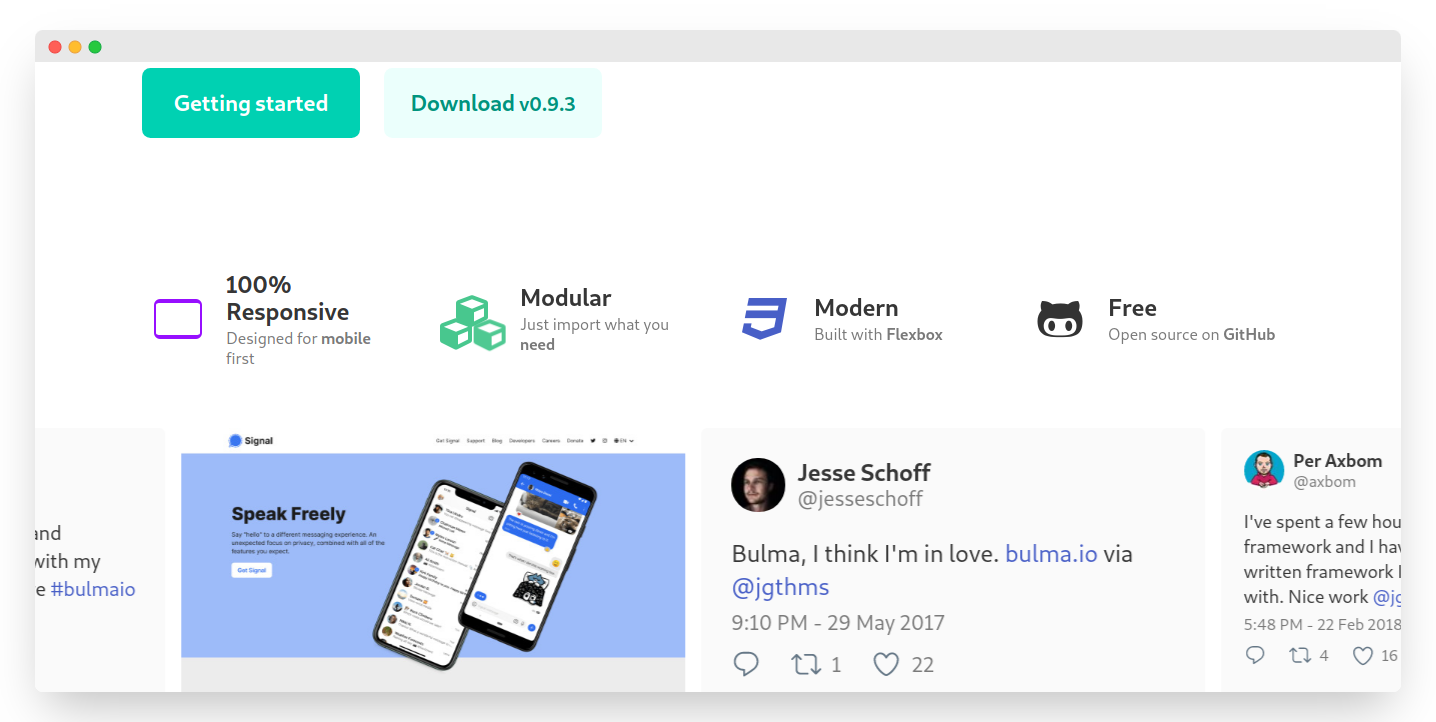 Getting started
Download v0.9.3
100%
Responsive
Designed for mobile
first
Modular
Just import what you
need
Modern
Built with Flexbox
Free
Open source on GitHub
and
with my
e #bulmaio
Signal
Get Signal Support Blog Developers Careers Donate EN
Speak Freely
Say "hello" to a different messaging experience. An
unexpected focus on privacy, combined with all of the
features you expect.
Get Signal
Jesse Schoff
@jesseschoff
Bulma, I think I'm in love. bulma.io via
@jgthms
9:10 PM - 29 May 2017
1 22
Per Axbom
@axbom
I've spent a few hou
framework and I hav
written framework I
with. Nice work @jg
5:48 PM - 22 Feb 2018
4 16